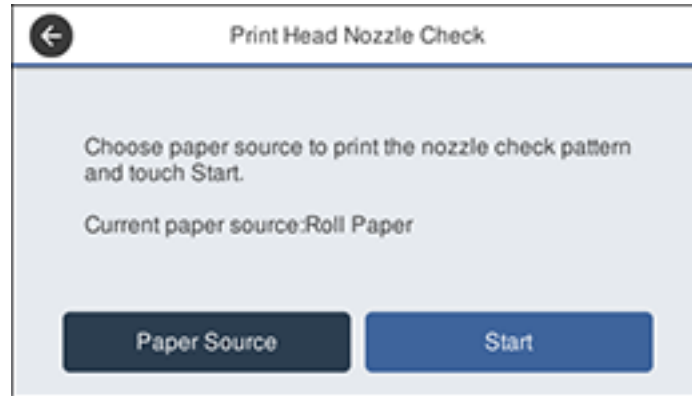 Print Head Nozzle Check
Choose paper source to print the nozzle check pattern
and touch Start.
Current paper source:Roll Paper
Paper Source
Start